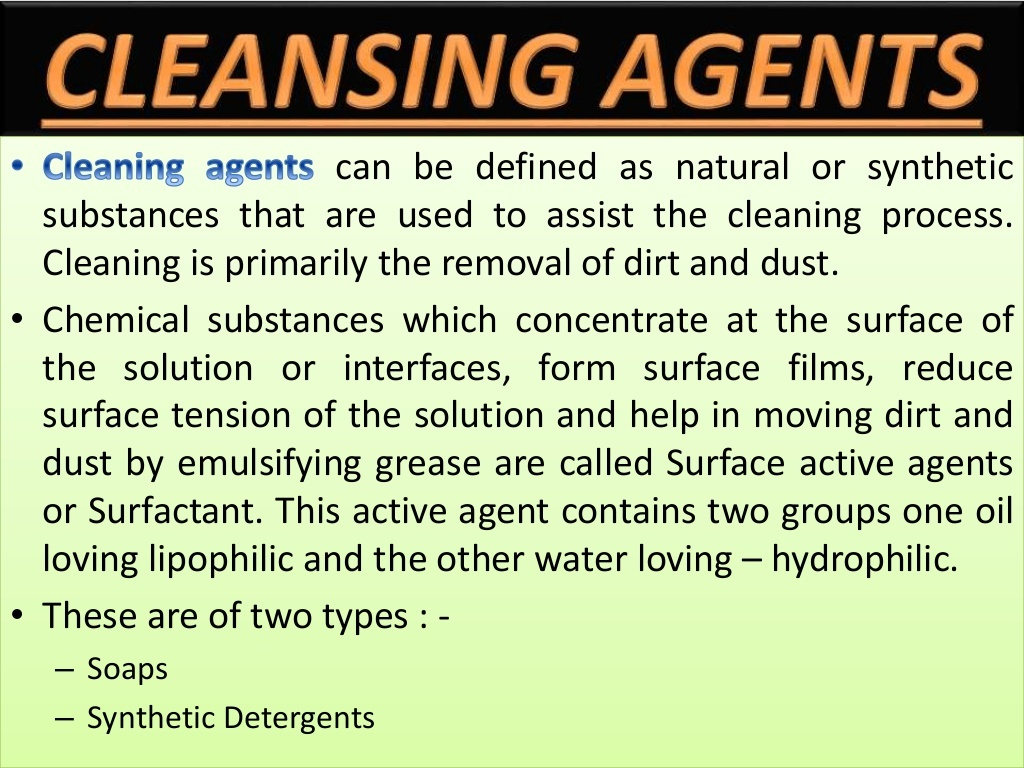 CLEANSING AGENTS
• Cleaning agents can be defined as natural or synthetic
substances that are used to assist the cleaning process.
Cleaning is primarily the removal of dirt and dust.
• Chemical substances which concentrate at the surface of
the solution or interfaces, form surface films, reduce
surface tension of the solution and help in moving dirt and
dust by emulsifying grease are called Surface active agents
or Surfactant. This active agent contains two groups one oil
loving lipophilic and the other water loving – hydrophilic.
• These are of two types : -
– Soaps
– Synthetic Detergents